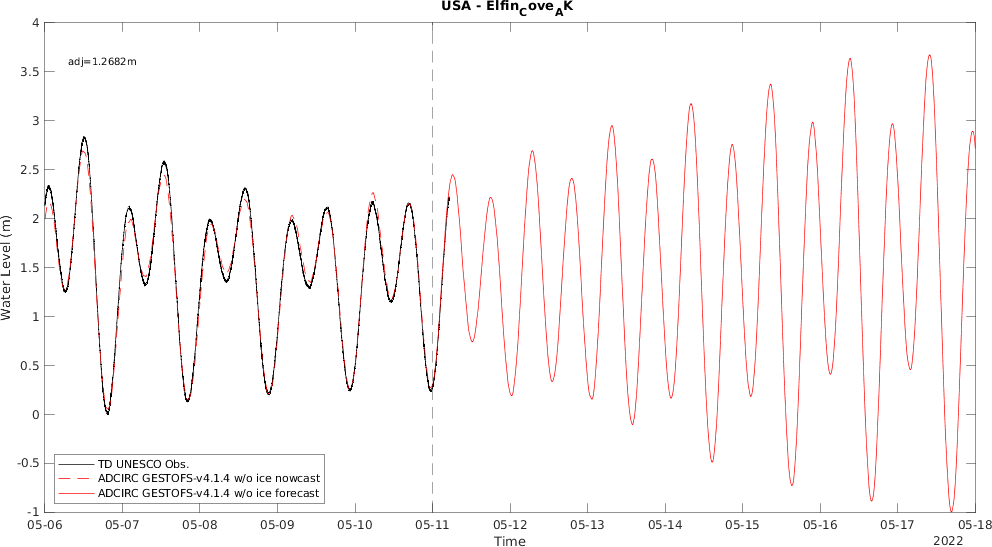 USA - ElfinCoveAK
adj=1.2682m
4
3.5
3
2.5
2
1.5
1
0.5
0
-0.5
-1
Water Level (m)
TD UNESCO Obs.
ADCIRC GESTOFS-v4.1.4 w/o ice nowcast
ADCIRC GESTOFS-v4.1.4 w/o ice forecast
05-06 05-07 05-08 05-09 05-10 05-11 05-12 05-13 05-14 05-15 05-16 05-17 05-18
Time
2022